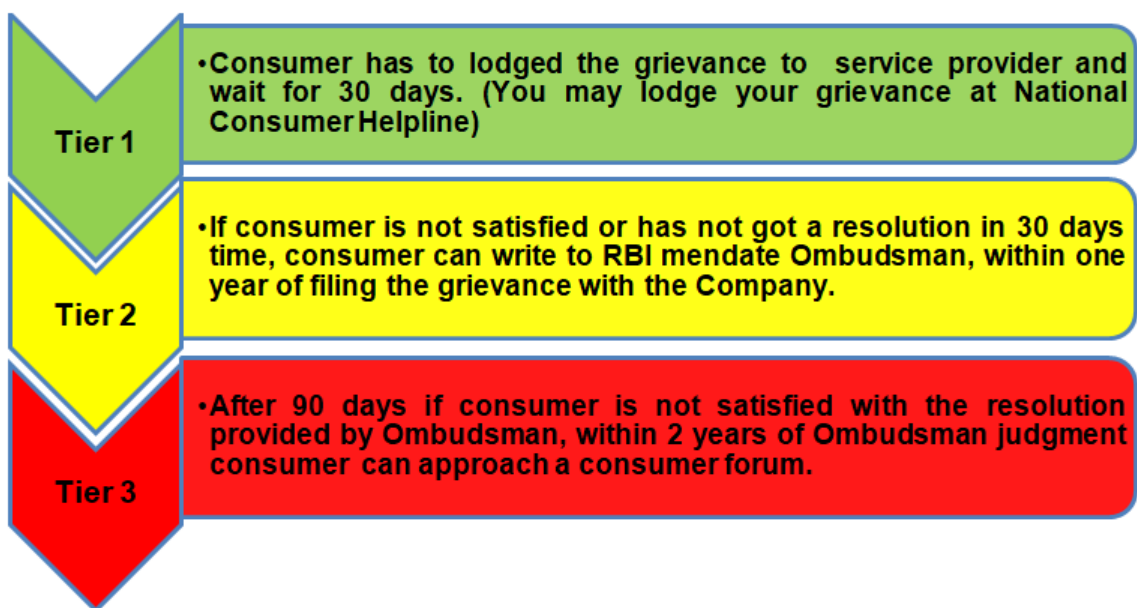 Tier 1
•Consumer has to lodged the grievance to service provider and
wait for 30 days. (You may lodge your grievance at National
Consumer Helpline)
Tier 2
•If consumer is not satisfied or has not got a resolution in 30 days
time, consumer can write to RBI mendate Ombudsman, within one
year of filing the grievance with the Company.
Tier 3
•After 90 days if consumer is not satisfied with the resolution
provided by Ombudsman, within 2 years of Ombudsman judgment
consumer can approach a consumer forum.